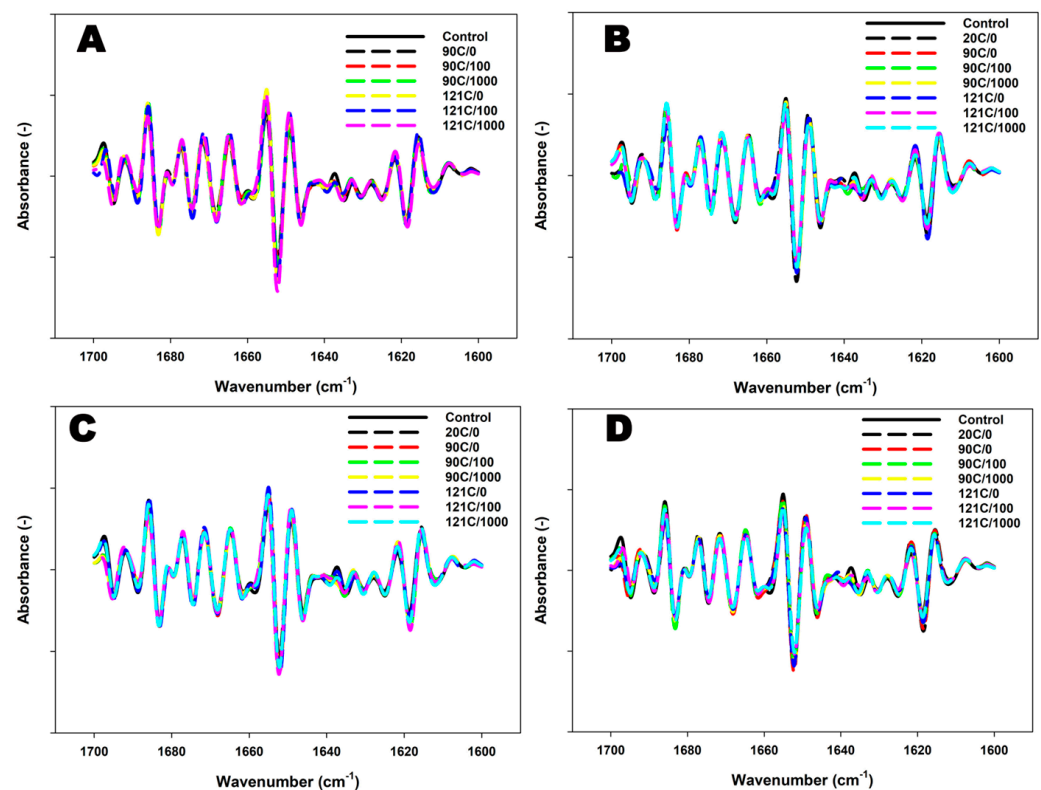 A
Control
90C/0
90C/100
90C/1000
121C/0
121C/100
121C/1000
Absorbance (-)
1700 1680 1660 1640 1620 1600
Wavenumber (cm⁻¹)
B
Control
20C/0
90C/0
90C/100
90C/1000
121C/0
121C/100
121C/1000
Absorbance (-)
1700 1680 1660 1640 1620 1600
Wavenumber (cm⁻¹)
C
Control
20C/0
90C/0
90C/100
90C/1000
121C/0
121C/100
121C/1000
Absorbance (-)
1700 1680 1660 1640 1620 1600
Wavenumber (cm⁻¹)
D
Control
20C/0
90C/0
90C/100
90C/1000
121C/0
121C/100
121C/1000
Absorbance (-)
1700 1680 1660 1640 1620 1600
Wavenumber (cm⁻¹)